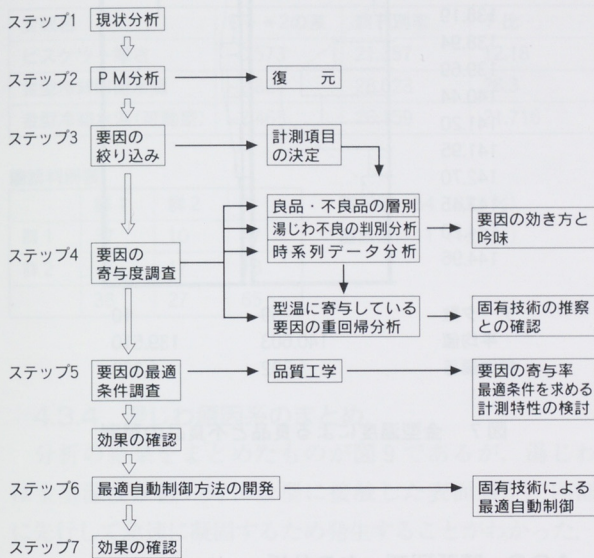 ステップ1 現状分析
ステップ2 PM分析 復 元
ステップ3 要因の
絞り込み
計測項目
の決定
ステップ4 要因の
寄与度調査
良品・不良品の層別
湯じわ不良の判別分析
時系列データ分析
要因の効き方と
吟味
型温に寄与している
要因の重回帰分析
固有技術の推察
との確認
ステップ5 要因の最適
条件調査
品質工学
要因の寄与率
最適条件を求める
計測特性の検討
効果の確認
ステップ6 最適自動制御方法の開発
固有技術による
最適自動制御
ステップ7 効果の確認